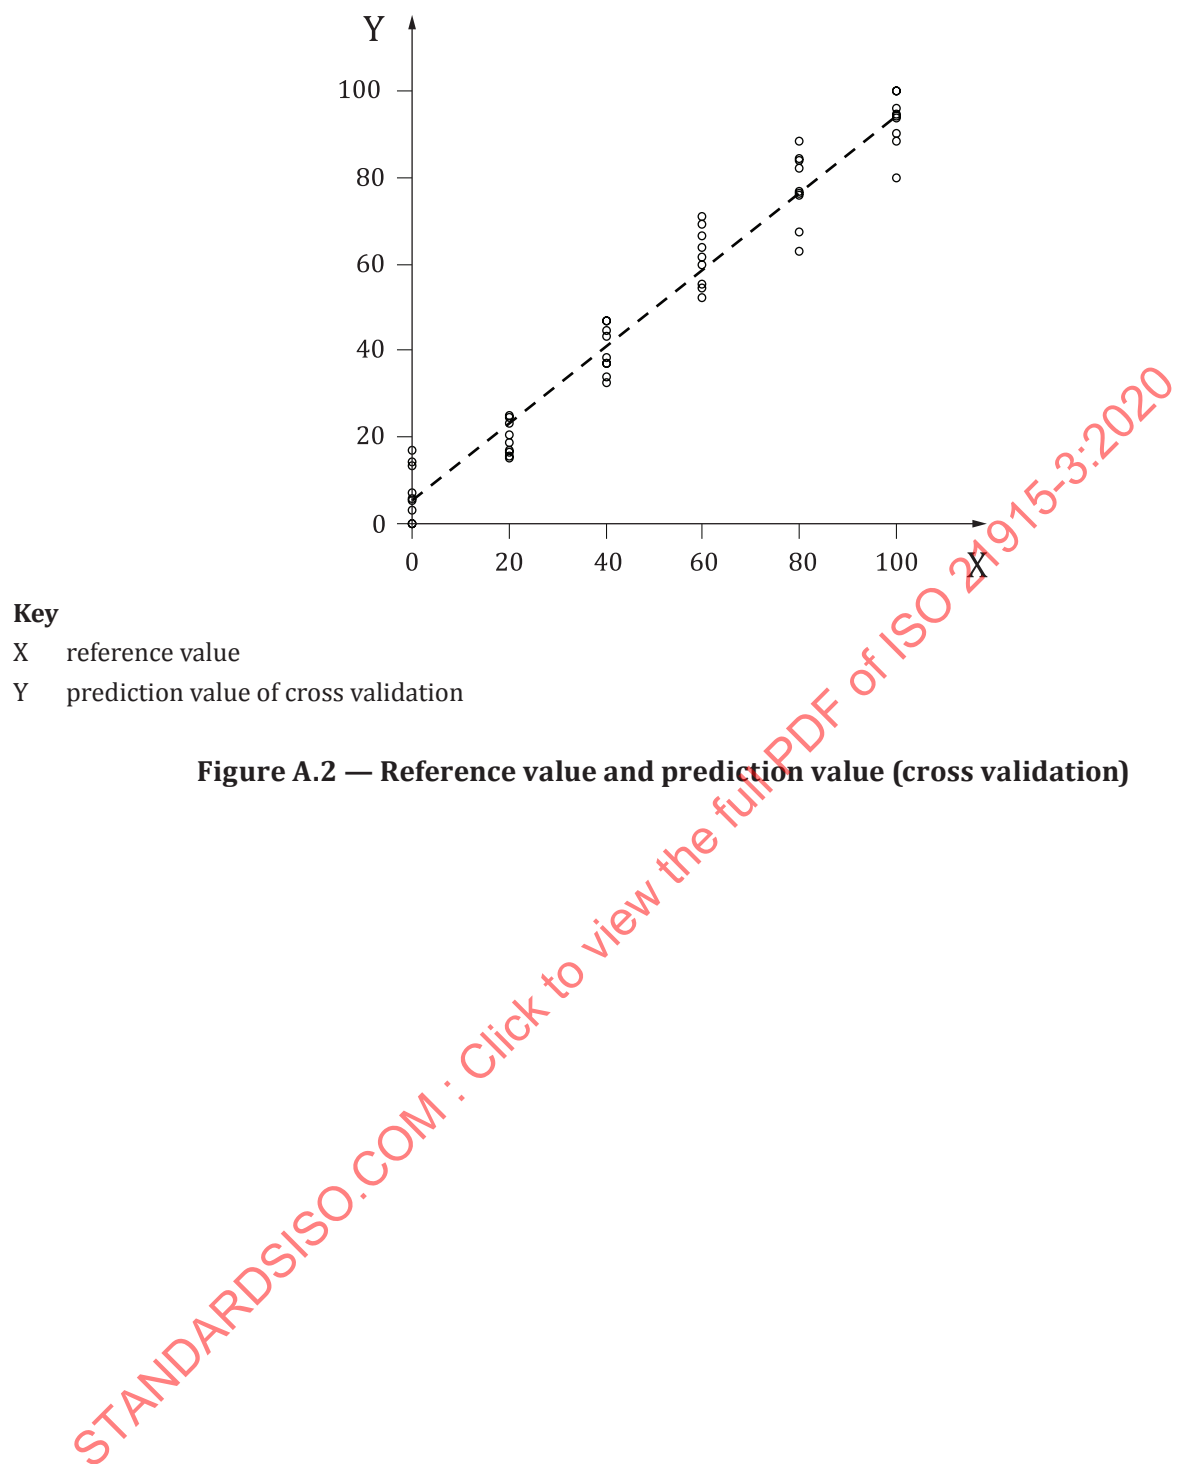 Y
100
80
60
40
20
0
0 20 40 60 80 100 X
Key
X reference value
Y prediction value of cross validation
Figure A.2 — Reference value and prediction value (cross validation)
STANDARDSISO.COM : Click to view the full PDF of ISO 21915-3:2020